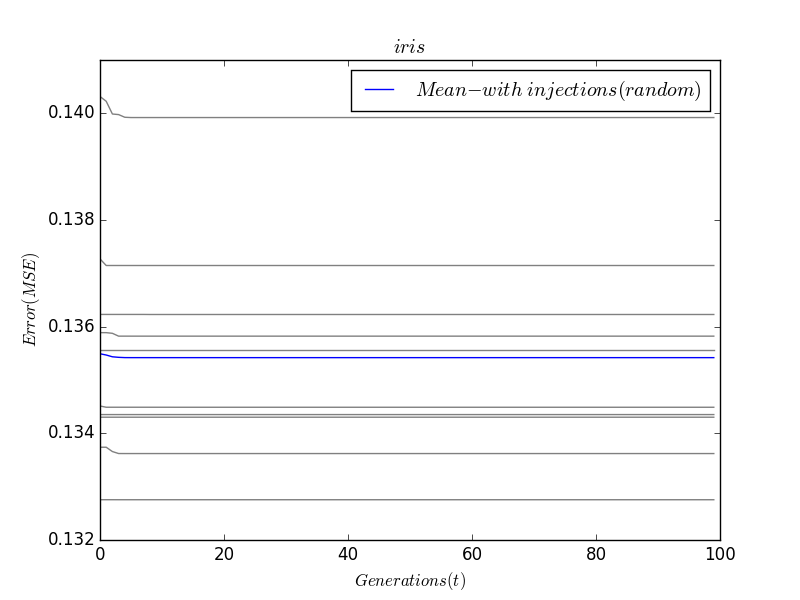 iris
Mean-with injections(random)
0.140
0.138
0.136
0.134
0.132
Error(MSE)
0 20 40 60 80 100
Generations(t)